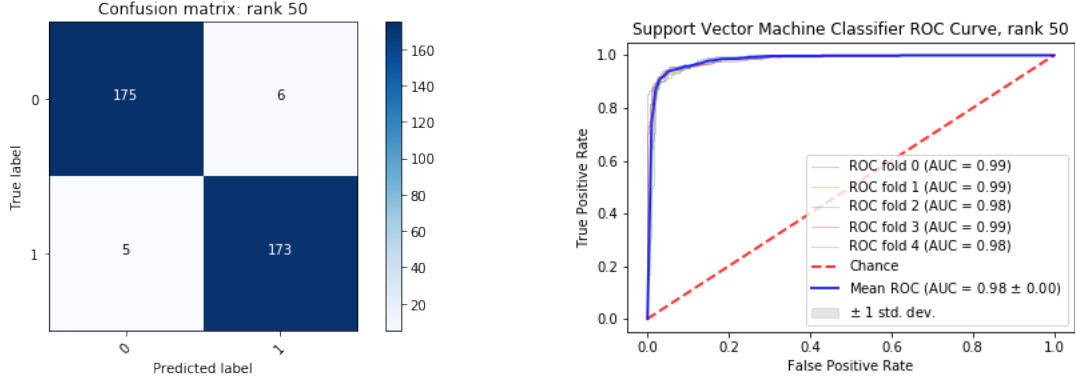 Confusion matrix: rank 50
True label
0
1
175
6
5
173
0
1
Predicted label
160
140
120
100
80
60
40
20
Support Vector Machine Classifier ROC Curve, rank 50
True Positive Rate
1.0
0.8
0.6
0.4
0.2
0.0
ROC fold 0 (AUC = 0.99)
ROC fold 1 (AUC = 0.99)
ROC fold 2 (AUC = 0.98)
ROC fold 3 (AUC = 0.99)
ROC fold 4 (AUC = 0.98)
Chance
Mean ROC (AUC = 0.98 ± 0.00)
± 1 std. dev.
0.0
0.2
0.4
0.6
0.8
1.0
False Positive Rate